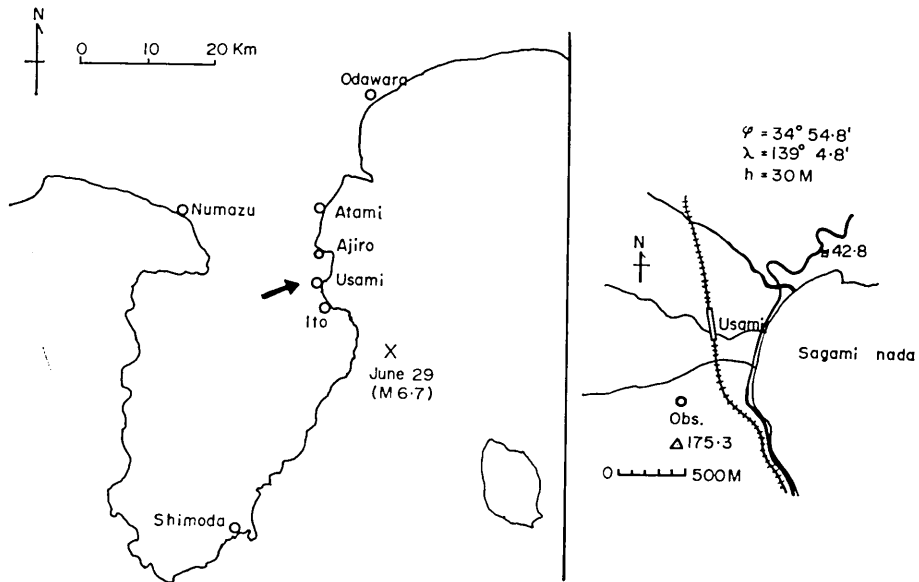 N
0 10 20 Km
Odawara
Numazu
Atami
Ajiro
Usami
Ito
X
June 29
(M 6·7)
Shimoda
φ = 34° 54·8'
λ = 139° 4·8'
h = 30 M
N
42·8
Usami
Sagami nada
Obs.
175·3
0 500M